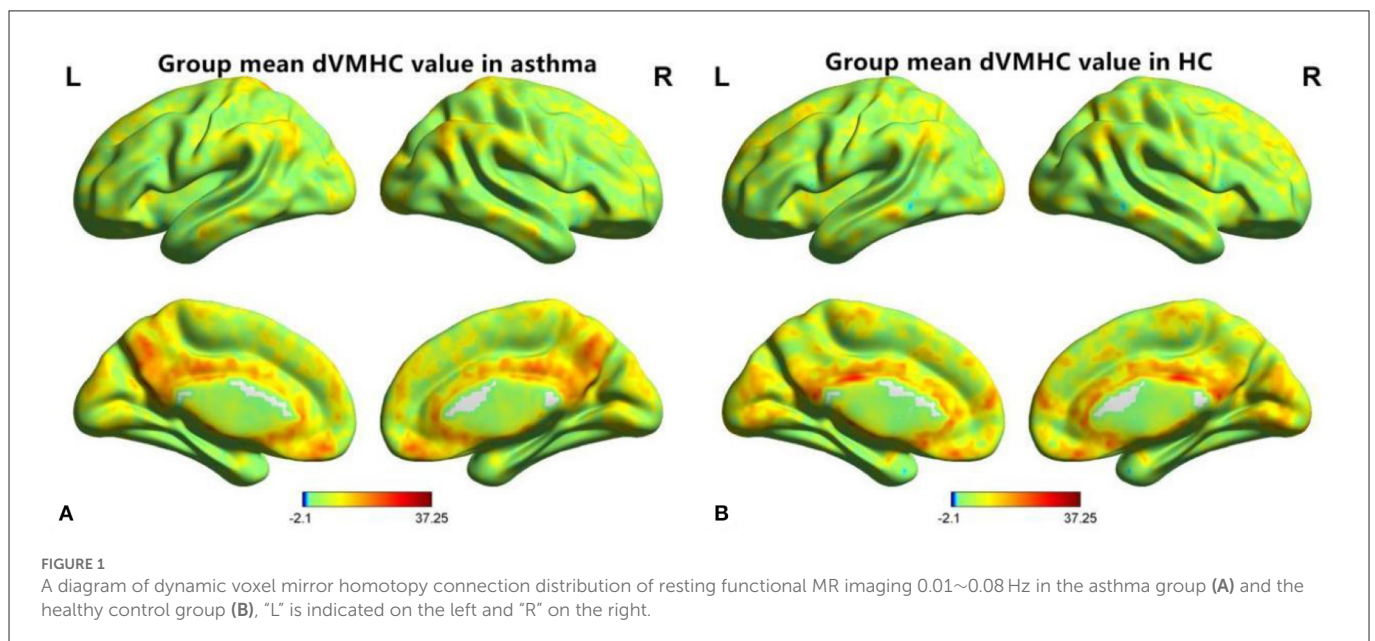 Group mean dVMHC value in asthma
L
R
Group mean dVMHC value in HC
L
R
A
-2.1
37.25
B
-2.1
37.25
FIGURE 1
A diagram of dynamic voxel mirror homotopy connection distribution of resting functional MR imaging 0.01~0.08 Hz in the asthma group (A) and the
healthy control group (B), "L" is indicated on the left and "R" on the right.